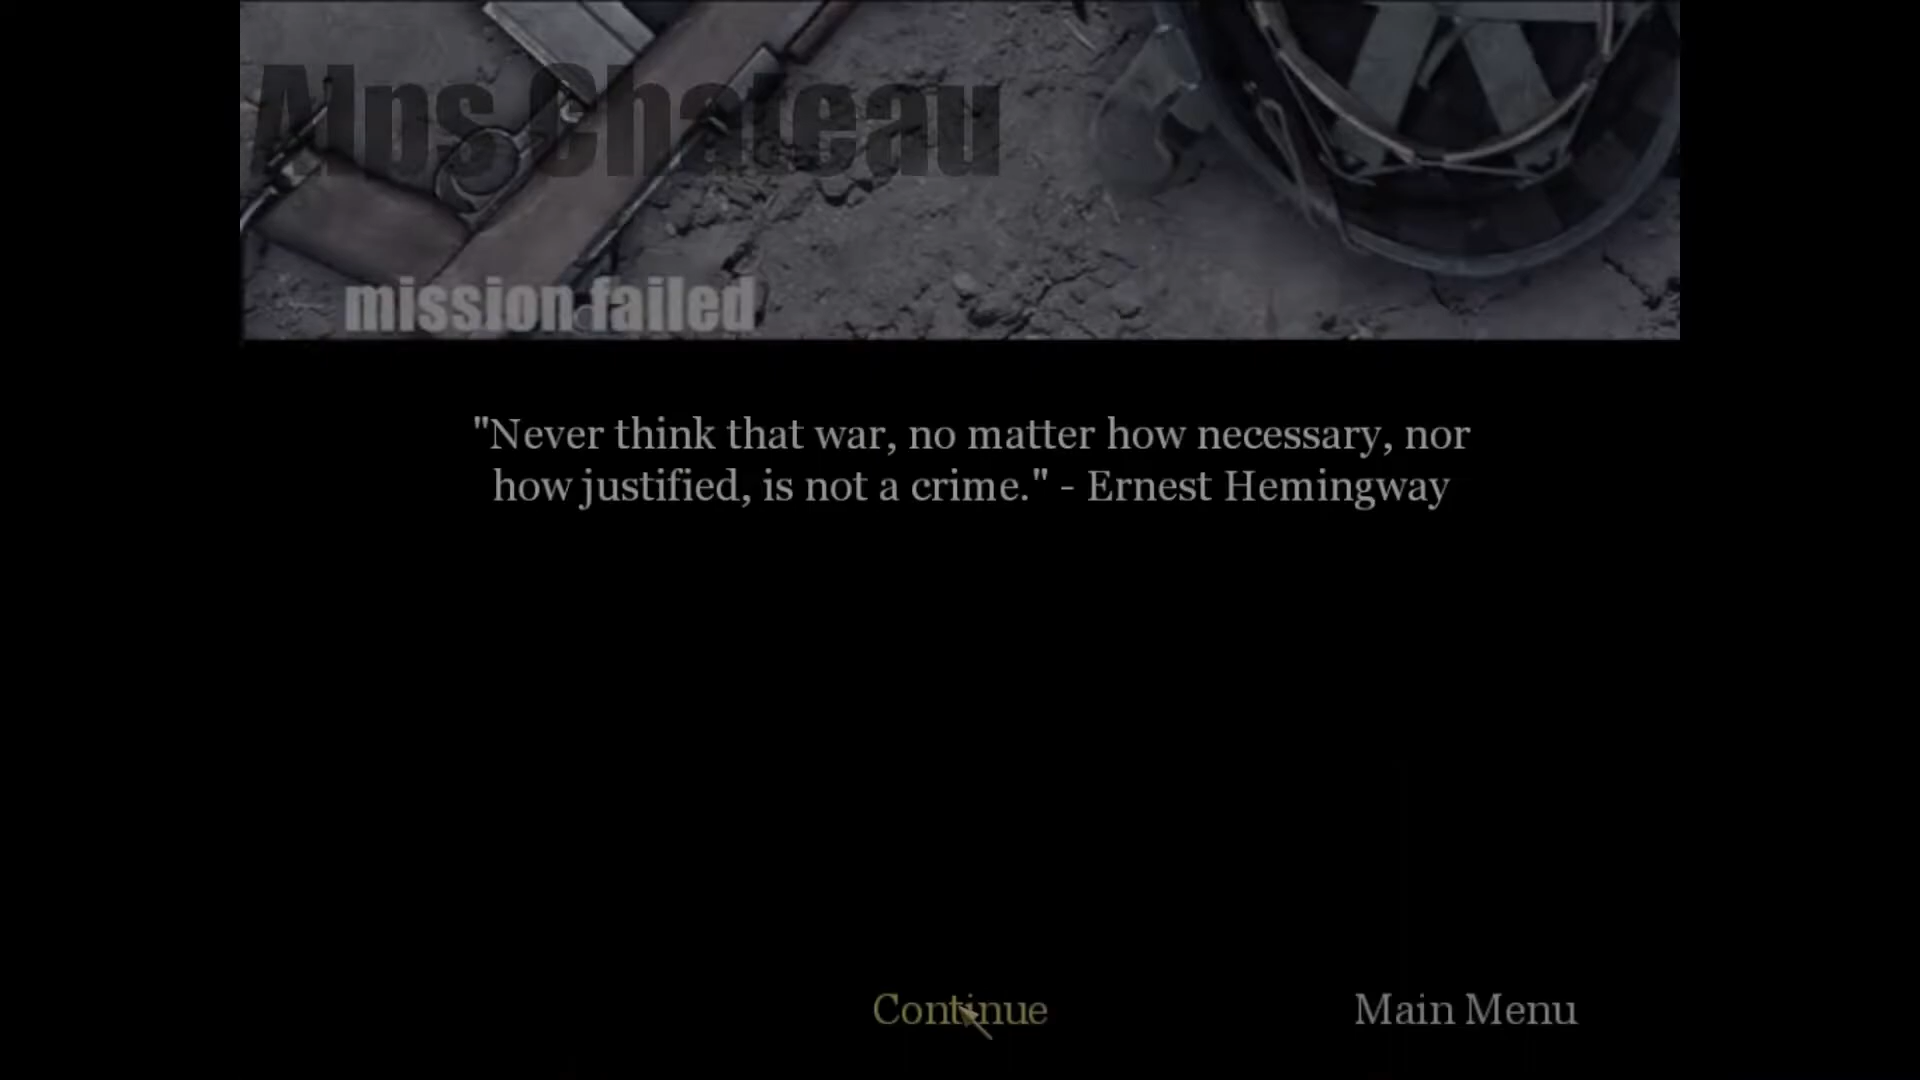 Alps Chateau
mission failed
"Never think that war, no matter how necessary, nor
how justified, is not a crime." - Ernest Hemingway
Continue
Main Menu